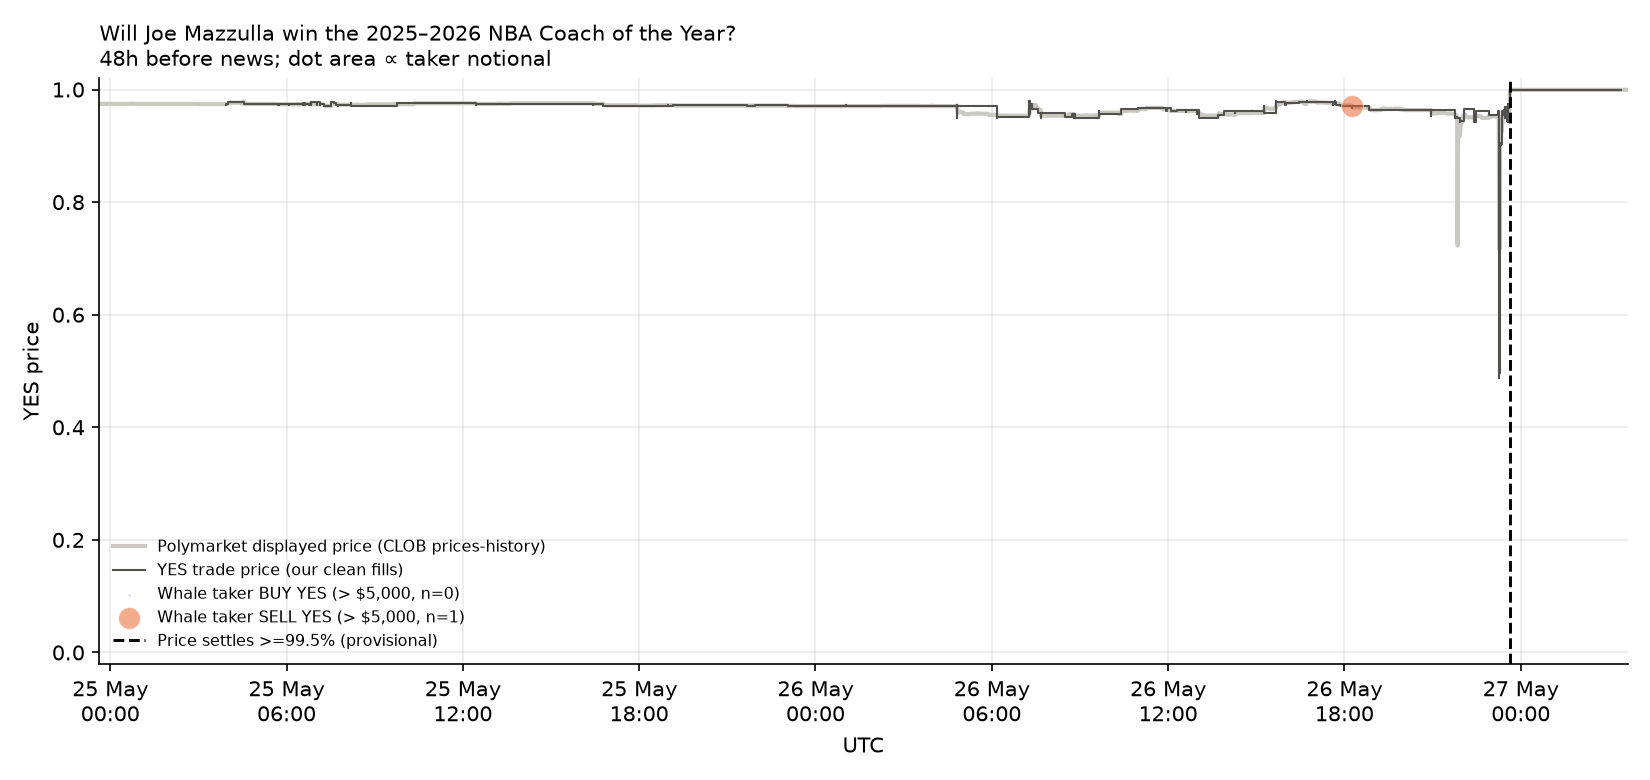 Will Joe Mazzulla win the 2025–2026 NBA Coach of the Year?
48h before news; dot area ∝ taker notional
YES price
1.0
0.8
0.6
0.4
0.2
0.0
Polymarket displayed price (CLOB prices-history)
YES trade price (our clean fills)
Whale taker BUY YES (> $5,000, n=0)
Whale taker SELL YES (> $5,000, n=1)
Price settles >=99.5% (provisional)
25 May 00:00
25 May 06:00
25 May 12:00
25 May 18:00
26 May 00:00
26 May 06:00
26 May 12:00
26 May 18:00
27 May 00:00
UTC